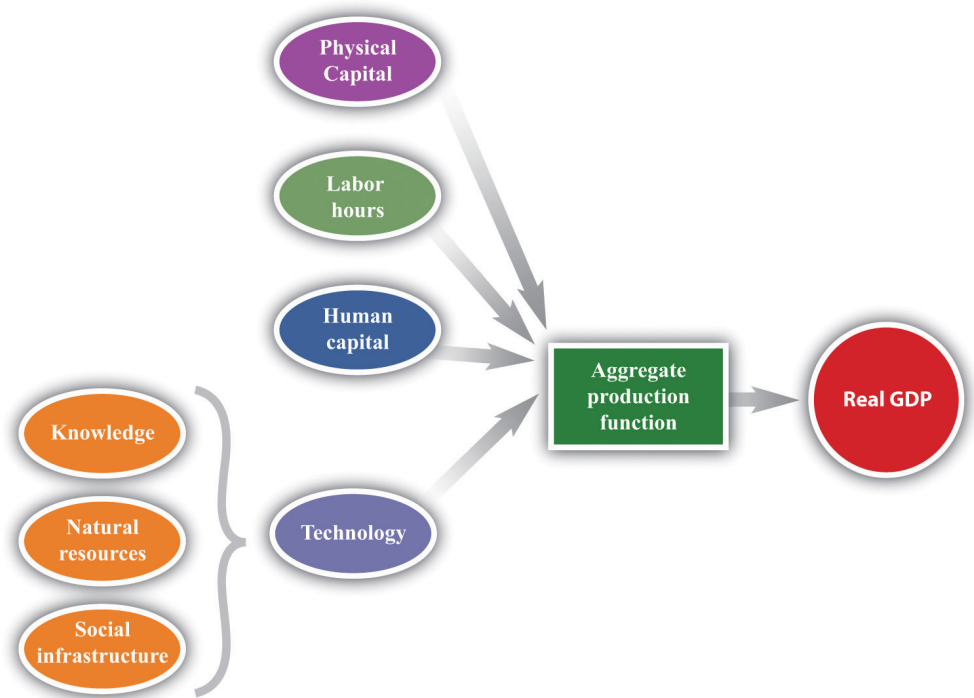 Physical
Capital
Labor
hours
Human
capital
Knowledge
Natural
resources
Social
infrastructure
Technology
Aggregate
production
function
Real GDP